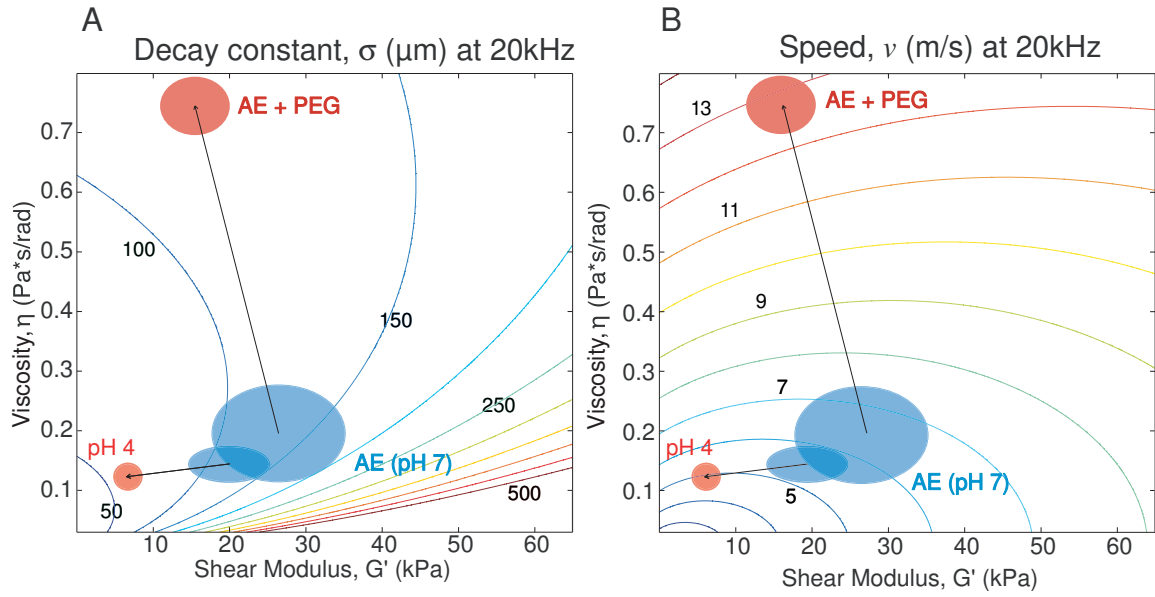 A
Decay constant, σ (μm) at 20kHz
Viscosity, η (Pa*s/rad)
0.7
0.6
0.5
0.4
0.3
0.2
0.1
AE + PEG
100
150
250
pH 4
AE (pH 7)
50
500
10
20
30
40
50
60
Shear Modulus, G' (kPa)
B
Speed, v (m/s) at 20kHz
Viscosity, η (Pa*s/rad)
0.7
0.6
0.5
0.4
0.3
0.2
0.1
13
AE + PEG
11
9
7
pH 4
AE (pH 7)
5
10
20
30
40
50
60
Shear Modulus, G' (kPa)